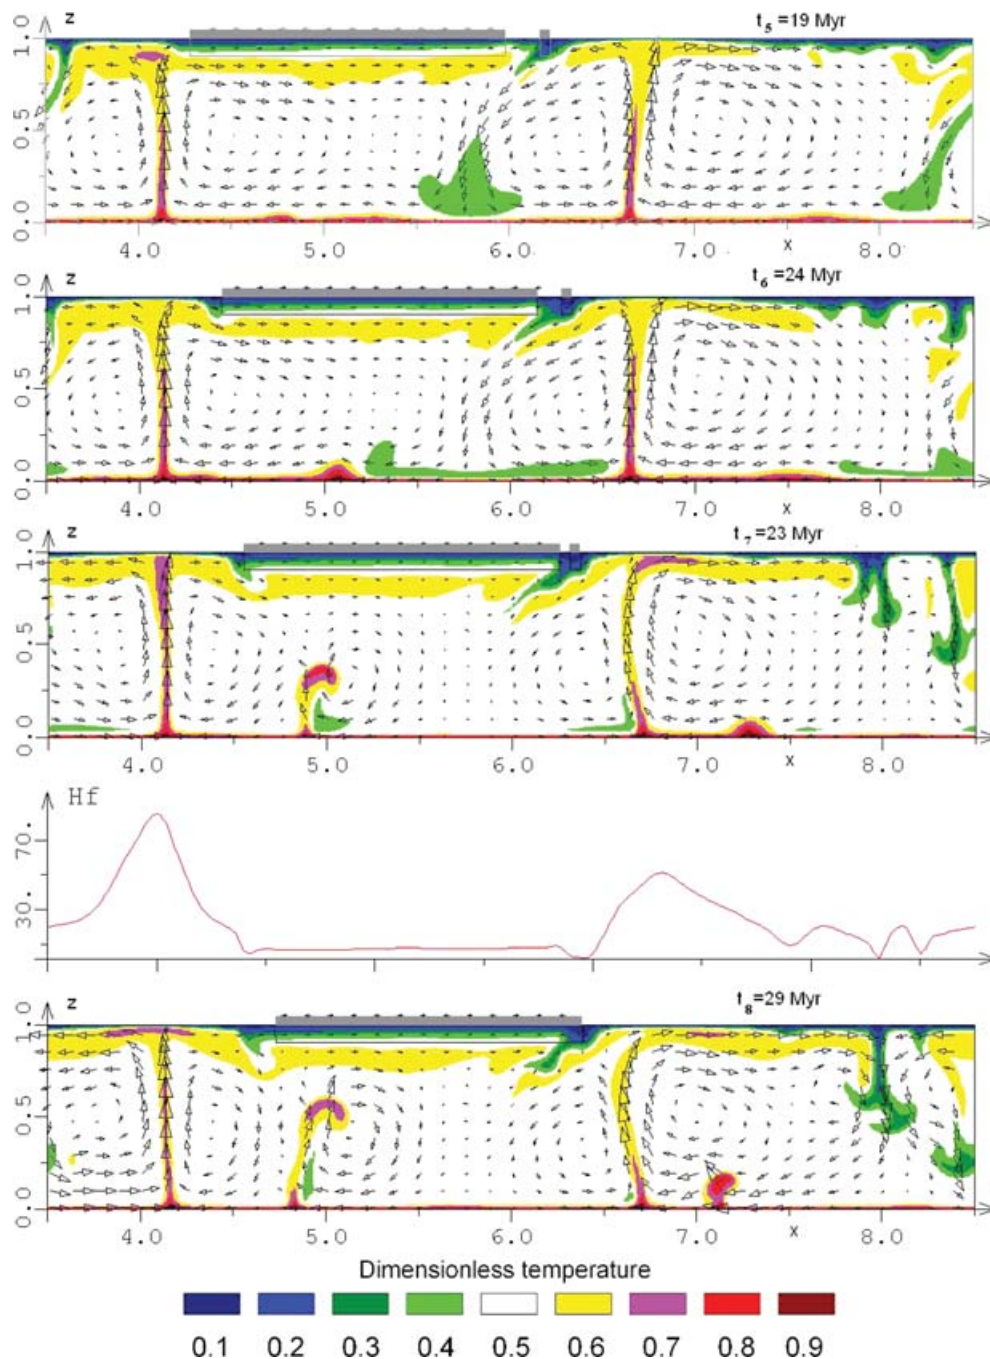 z
t5 =19 Myr
1.0
0.5
0.0
4.0 5.0 6.0 7.0 x 8.0
z
t6 =24 Myr
1.0
0.5
0.0
4.0 5.0 6.0 x 7.0 8.0
t7 =23 Myr
1.0
0.5
0.0
4.0 5.0 6.0 7.0 x 8.0
Hf
70.
30.
z
t8 =29 Myr
1.0
0.5
0.0
4.0 5.0 6.0 7.0 x 8.0
Dimensionless temperature
0.1 0.2 0.3 0.4 0.5 0.6 0.7 0.8 0.9